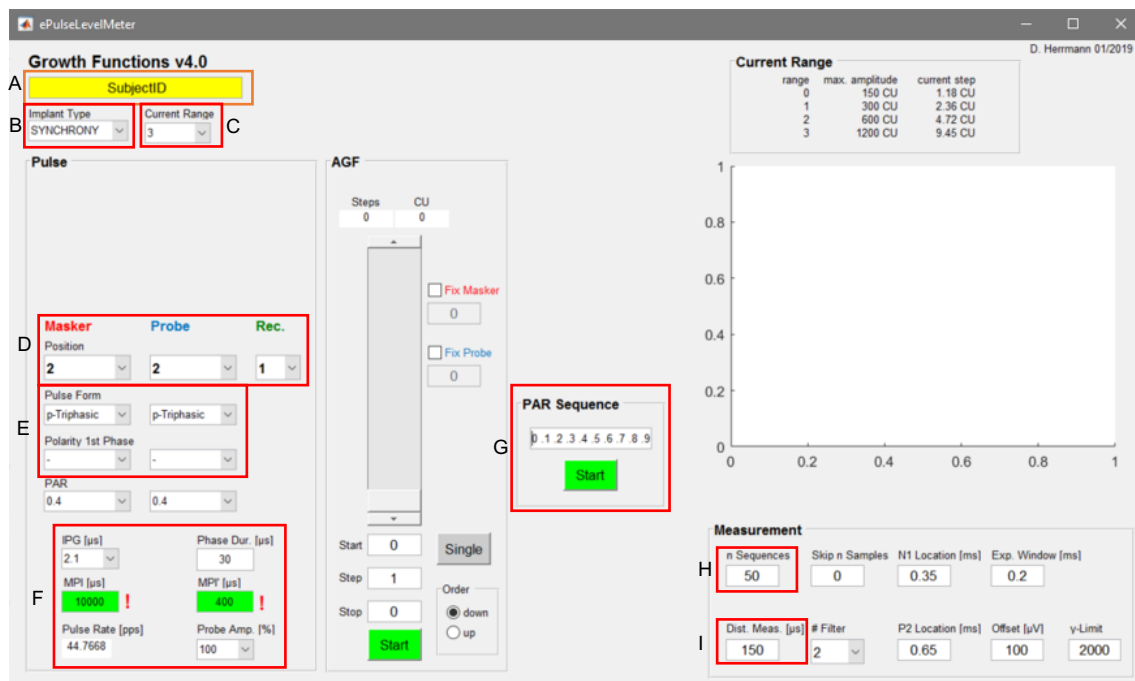 ePulseLevelMeter
D. Herrmann 01/2019
Growth Functions v4.0
A
SubjectID
B
Implant Type
SYNCHRONY
Current Range
3
C
Current Range
range max. amplitude current step
0 150 CU 1.18 CU
1 300 CU 2.36 CU
2 600 CU 4.72 CU
3 1200 CU 9.45 CU
Pulse
D
Masker Probe Rec.
Position
2 2 1
E
Pulse Form
p-Triphasic p-Triphasic
Polarity 1st Phase
- -
PAR
0.4 0.4
F
IPG [µs] Phase Dur. [µs]
2.1 30
MPI [µs] MPI' [µs]
10000 ! 400 !
Pulse Rate [pps] Probe Amp. [%]
44.7668 100
AGF
Steps CU
0 0
Fix Masker
0
Fix Probe
0
Start 0 Single
Step 1
Stop 0
Order
down
up
Start
G
PAR Sequence
0 .1 .2 .3 .4 .5 .6 .7 .8 .9
Start
1
0.8
0.6
0.4
0.2
0
0 0.2 0.4 0.6 0.8 1
Measurement
H
n Sequences Skip n Samples N1 Location [ms] Exp. Window [ms]
50 0 0.35 0.2
I
Dist. Meas. [µs] # Filter P2 Location [ms] Offset [µV] y-Limit
150 2 0.65 100 2000